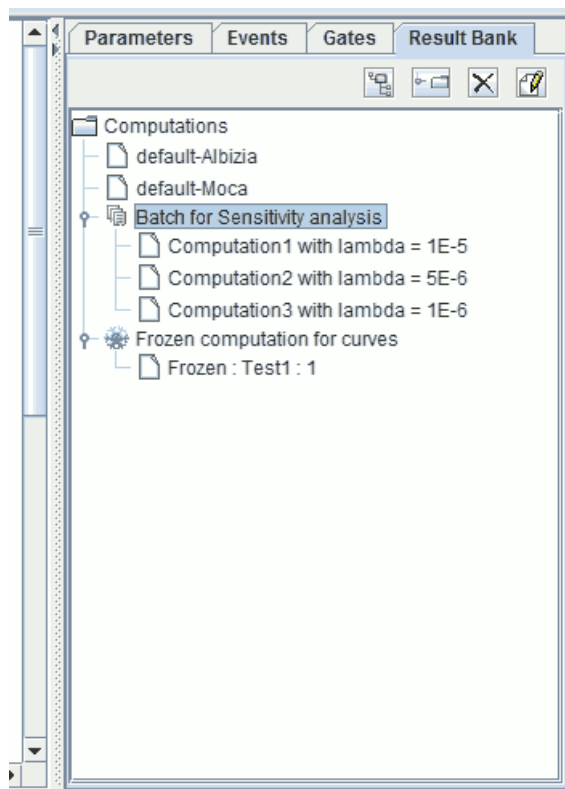 Parameters Events Gates Result Bank
Computations
default-Albizia
default-Moca
Batch for Sensitivity analysis
Computation1 with lambda = 1E-5
Computation2 with lambda = 5E-6
Computation3 with lambda = 1E-6
Frozen computation for curves
Frozen : Test1 : 1